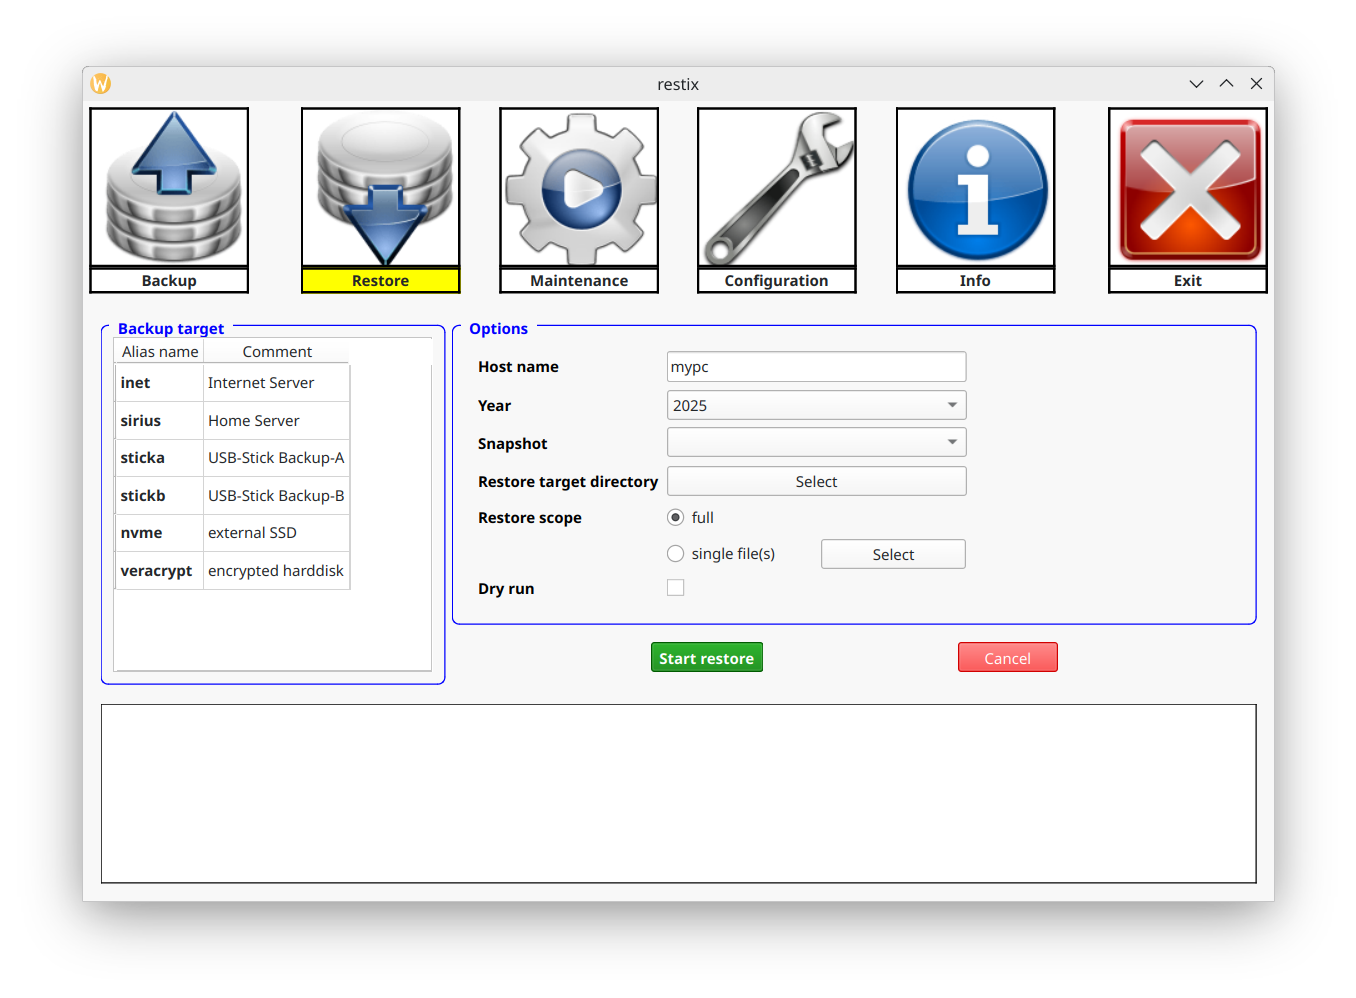 restix
Backup
Restore
Maintenance
Configuration
Info
Exit
Backup target
Alias name Comment
inet Internet Server
sirius Home Server
sticka USB-Stick Backup-A
stickb USB-Stick Backup-B
nvme external SSD
veracrypt encrypted harddisk
Options
Host name mypc
Year 2025
Snapshot
Restore target directory Select
Restore scope full
single file(s) Select
Dry run
Start restore
Cancel